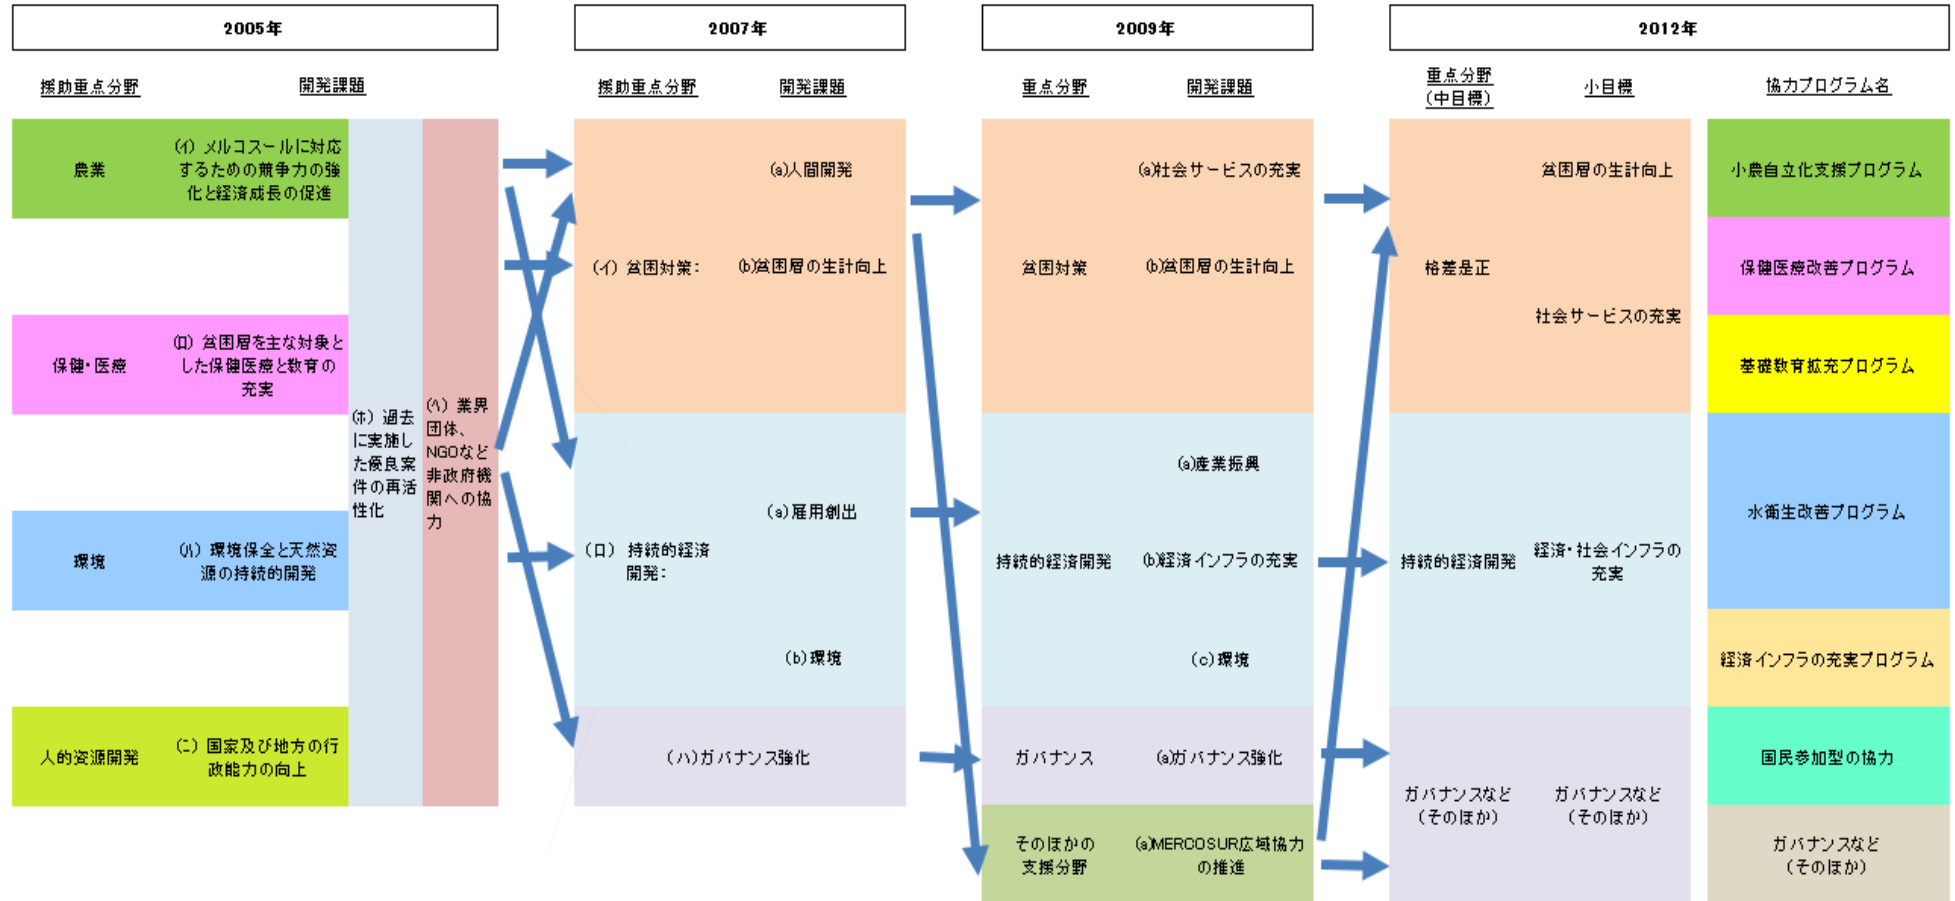 2005年
2007年
2009年
2012年
援助重点分野
開発課題
援助重点分野
開発課題
重点分野
開発課題
重点分野
(中目標)
小目標
協力プログラム名
農業
(イ) メルコスールに対応
するための競争力の強
化と経済成長の促進
保健・医療
(ロ) 貧困層を主な対象と
した保健医療と教育の
充実
環境
(ハ) 環境保全と天然資
源の持続的開発
人的資源開発
(ニ) 国家及び地方の行
政能力の向上
(ホ) 過去
に実施し
た優良案
件の再活
性化
(ヘ) 業界
団体、
NGOなど
非政府機
関への協
力
(イ) 貧困対策：
(a)人間開発
(b)貧困層の生計向上
(ロ) 持続的経済
開発：
(a)雇用創出
(b)環境
(ハ)ガバナンス強化
貧困対策
(a)社会サービスの充実
(b)貧困層の生計向上
持続的経済開発
(a)産業振興
(b)経済インフラの充実
(c)環境
ガバナンス
(a)ガバナンス強化
そのほかの
支援分野
(a)MERCOSUR広域協力
の推進
格差是正
貧困層の生計向上
社会サービスの充実
持続的経済開発
経済・社会インフラの
充実
ガバナンスなど
(そのほか)
ガバナンスなど
(そのほか)
小農自立化支援プログラム
保健医療改善プログラム
基礎教育拡充プログラム
水衛生改善プログラム
経済インフラの充実プログラム
国民参加型の協力
ガバナンスなど
(そのほか)